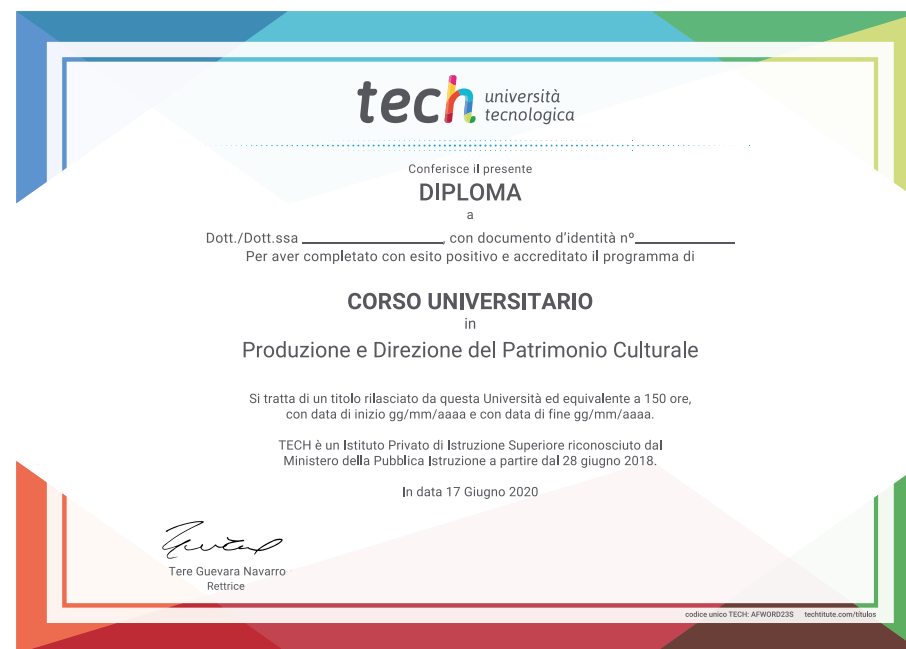 tech università
tecnologica
Conferisce il presente
DIPLOMA
a
Dott./Dott.ssa ________________, con documento d'identità nº____________
Per aver completato con esito positivo e accreditato il programma di
CORSO UNIVERSITARIO
in
Produzione e Direzione del Patrimonio Culturale
Si tratta di un titolo rilasciato da questa Università ed equivalente a 150 ore,
con data di inizio gg/mm/aaaa e con data di fine gg/mm/aaaa.
TECH è un Istituto Privato di Istruzione Superiore riconosciuto dal
Ministero della Pubblica Istruzione a partire dal 28 giugno 2018.
In data 17 Giugno 2020
Tere Guevara Navarro
Rettrice
codice unico TECH: AFWORD23S techtitute.com/titulos